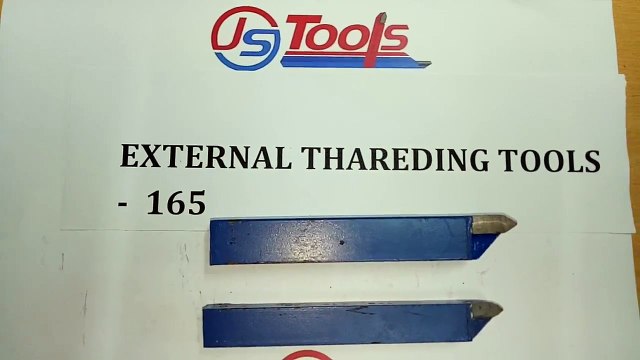 JS Tools
EXTERNAL THAREDING TOOLS
- 165